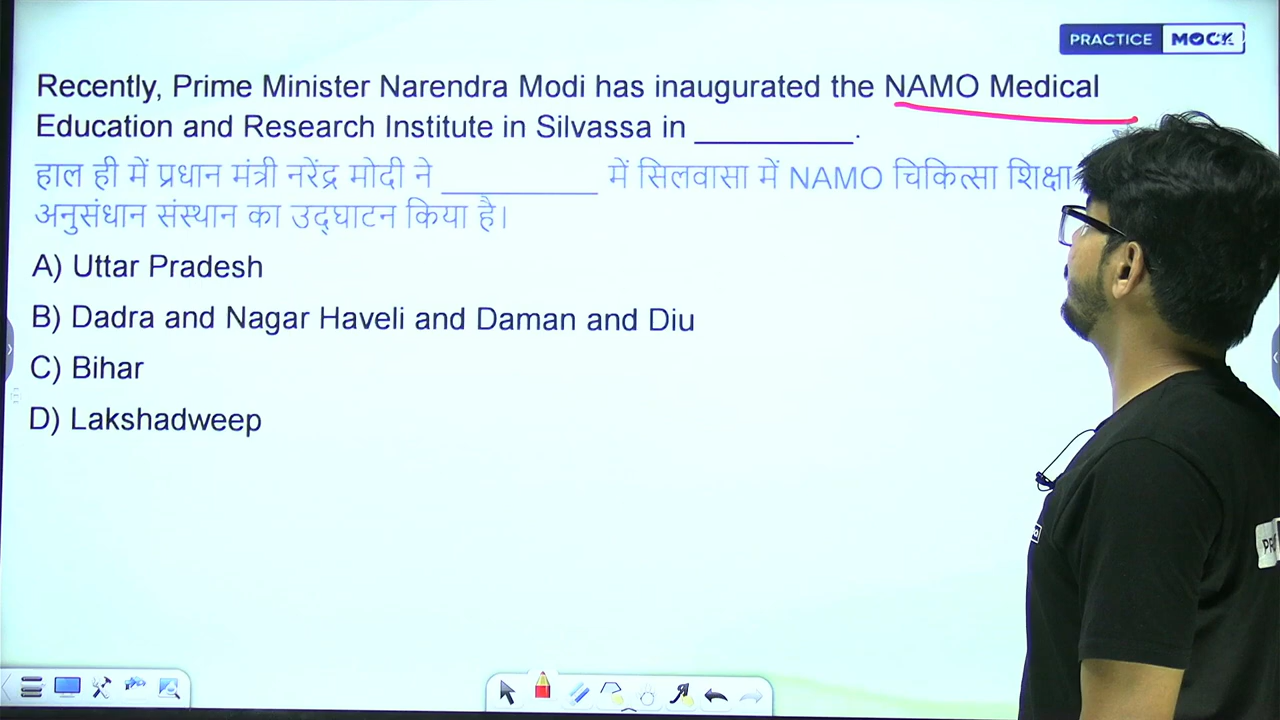 PRACTICE MOCK
Recently, Prime Minister Narendra Modi has inaugurated the NAMO Medical
Education and Research Institute in Silvassa in __________.
हाल ही में प्रधान मंत्री नरेंद्र मोदी ने __________ में सिलवासा में NAMO चिकित्सा शिक्षा
अनुसंधान संस्थान का उद्घाटन किया है।
A) Uttar Pradesh
B) Dadra and Nagar Haveli and Daman and Diu
C) Bihar
D) Lakshadweep